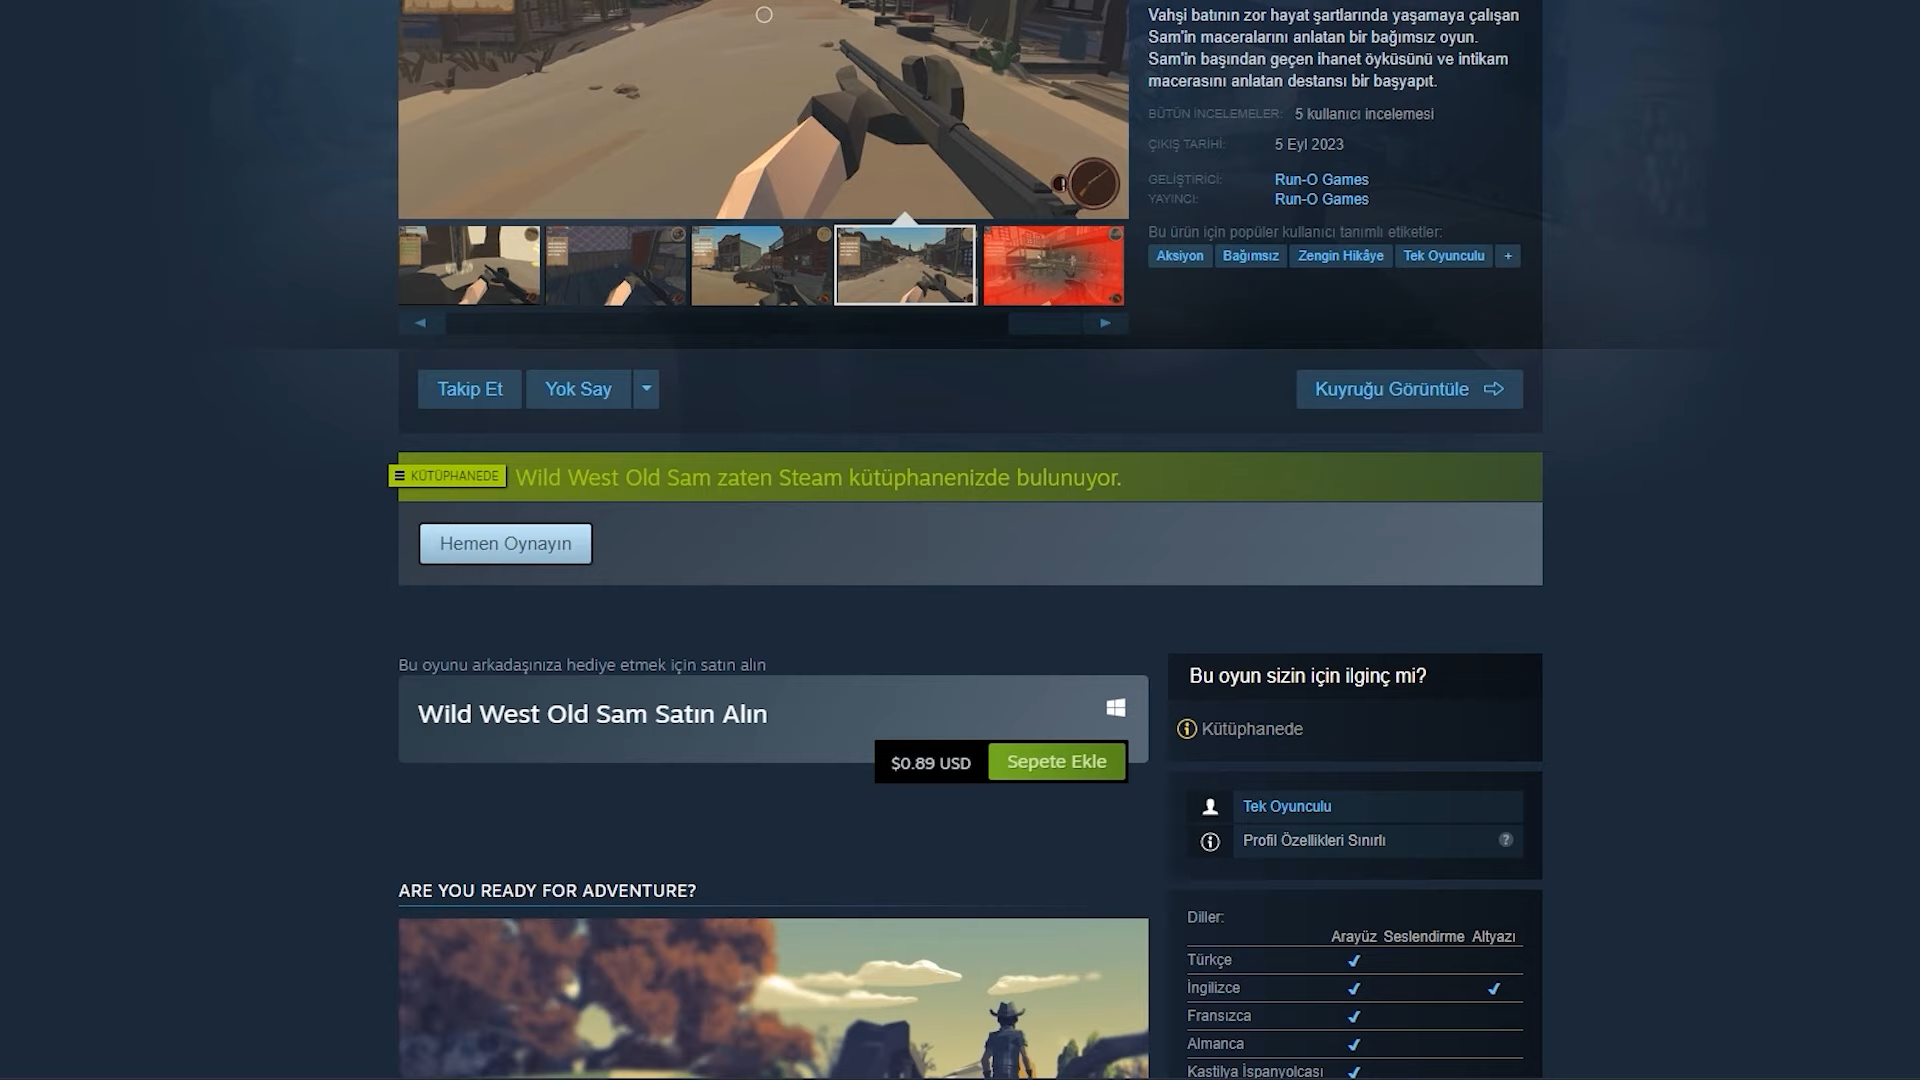 Vahşi batının zor hayat şartlarında yaşamaya çalışan
Sam'in maceralarını anlatan bir bağımsız oyun.
Sam'in başından geçen ihanet öyküsünü ve intikam
macerasını anlatan destansı bir başyapıt.
BÜTÜN İNCELEMELER: 5 kullanıcı incelemesi
ÇIKIŞ TARİHİ: 5 Eyl 2023
GELİŞTİRİCİ: Run-O Games
YAYINCI: Run-O Games
Bu ürün için popüler kullanıcı tanımlı etiketler:
Aksiyon Bağımsız Zengin Hikâye Tek Oyunculu +
Takip Et Yok Say Kuyruğu Görüntüle
KÜTÜPHANEDE Wild West Old Sam zaten Steam kütüphanenizde bulunuyor.
Hemen Oynayın
Bu oyunu arkadaşınıza hediye etmek için satın alın
Wild West Old Sam Satın Alın
$0.89 USD Sepete Ekle
Bu oyun sizin için ilginç mi?
Kütüphanede
Tek Oyunculu
Profil Özellikleri Sınırlı ?
ARE YOU READY FOR ADVENTURE?
Diller:
Arayüz Seslendirme Altyazı
Türkçe ✔
İngilizce ✔ ✔
Fransızca ✔
Almanca ✔
Kastilya İspanyolcası ✔